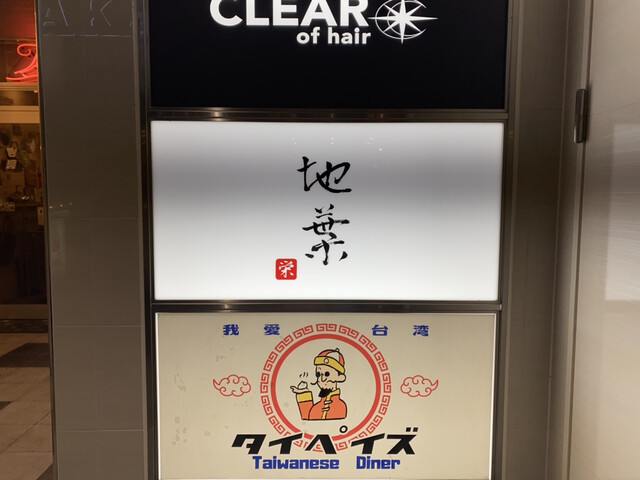 CLEAR
of hair
地
葉
栄
我愛 台湾
タイペイズ
Taiwanese Diner